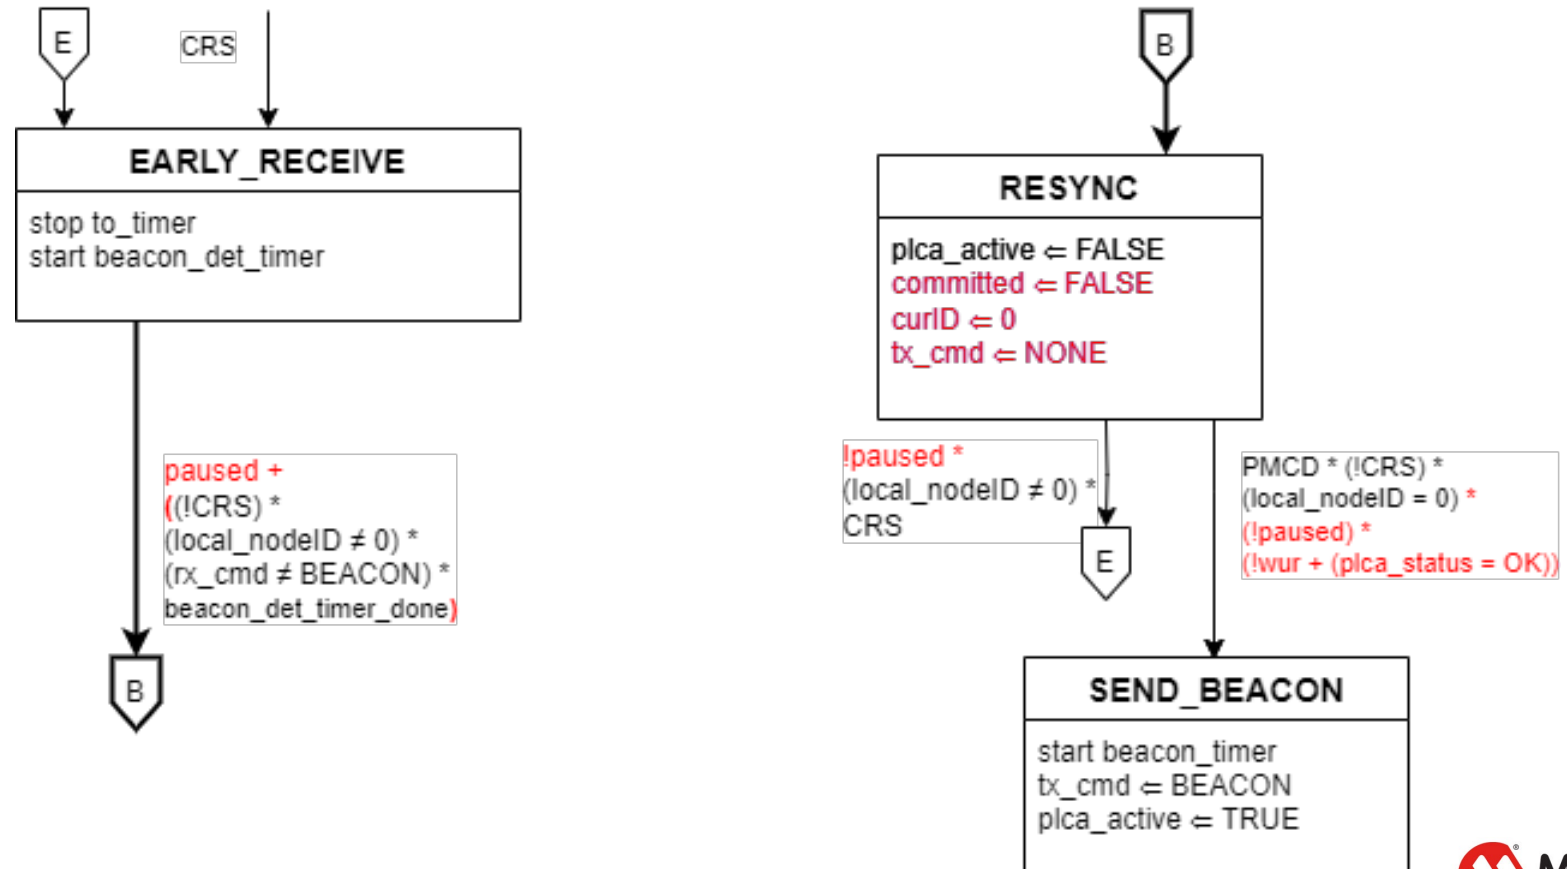 E
CRS
EARLY_RECEIVE
stop to_timer
start beacon_det_timer
paused +
((!CRS) *
(local_nodeID ≠ 0) *
(rx_cmd ≠ BEACON) *
beacon_det_timer_done)
B
B
RESYNC
plca_active ⇐ FALSE
committed ⇐ FALSE
curID ⇐ 0
tx_cmd ⇐ NONE
!paused *
(local_nodeID ≠ 0) *
CRS
E
PMCD * (!CRS) *
(local_nodeID = 0) *
(!paused) *
(!wur + (plca_status = OK))
SEND_BEACON
start beacon_timer
tx_cmd ⇐ BEACON
plca_active ⇐ TRUE